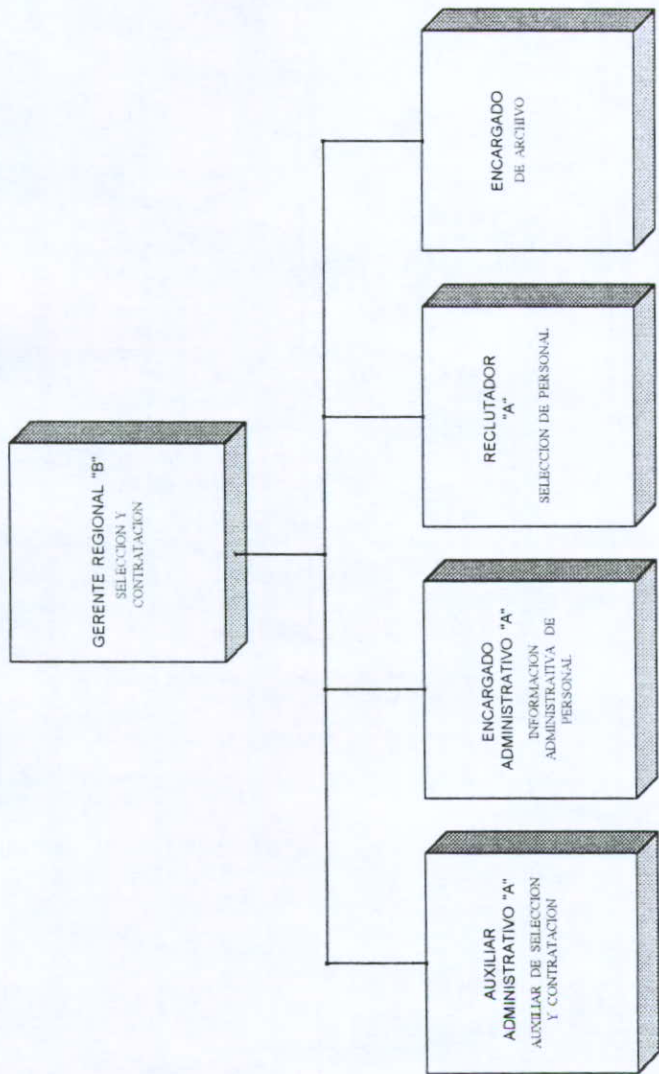 GERENTE REGIONAL "B"
SELECCION Y
CONTRATACION
AUXILIAR
ADMINISTRATIVO "A"
AUXILIAR DE SELECCION
Y CONTRATACION
ENCARGADO
ADMINISTRATIVO "A"
INFORMACION
ADMINISTRATIVA DE
PERSONAL
RECLUTADOR
"A"
SELECCION DE PERSONAL
ENCARGADO
DE ARCHIVO